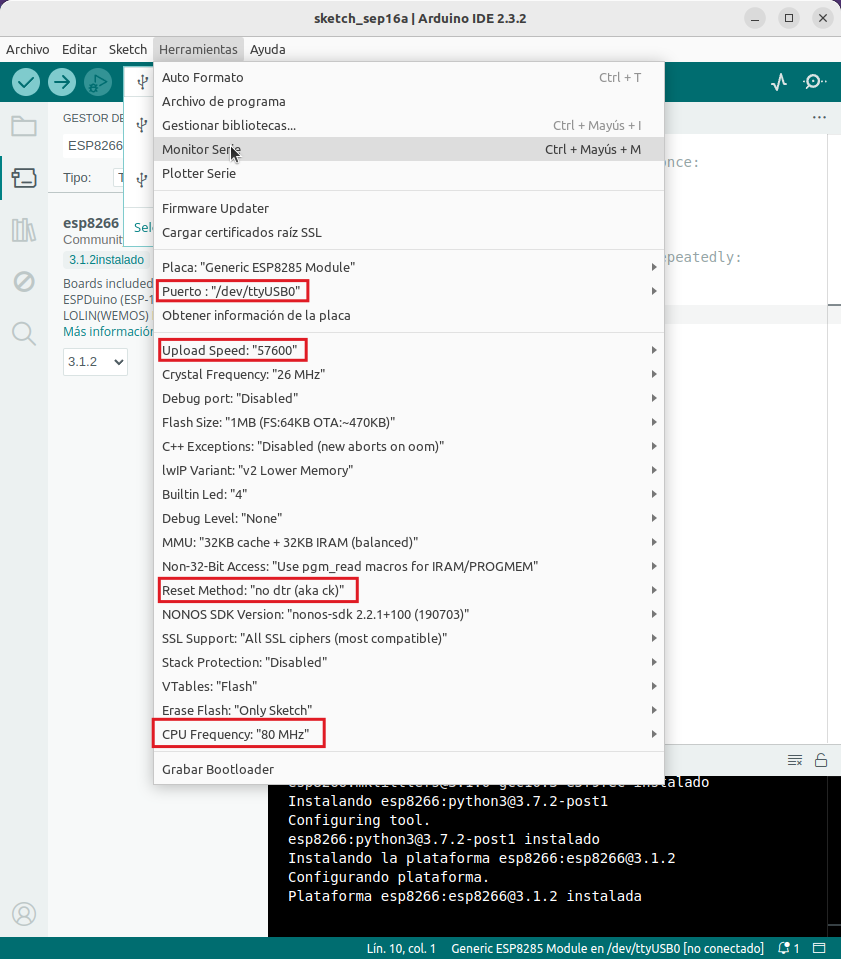 sketch_sep16a | Arduino IDE 2.3.2
Archivo Editar Sketch Herramientas Ayuda
GESTOR DE
ESP8266
Tipo: T
esp8266
Communit
3.1.2instalado
Boards included
ESPDuino (ESP-1
LOLIN(WEMOS)
Más información
3.1.2
Sele
Auto Formato Ctrl + T
Archivo de programa
Gestionar bibliotecas... Ctrl + Mayús + I
Monitor Serie Ctrl + Mayús + M
Plotter Serie
Firmware Updater
Cargar certificados raíz SSL
Placa: "Generic ESP8285 Module"
Puerto : "/dev/ttyUSB0"
Obtener información de la placa
Upload Speed: "57600"
Crystal Frequency: "26 MHz"
Debug port: "Disabled"
Flash Size: "1MB (FS:64KB OTA:~470KB)"
C++ Exceptions: "Disabled (new aborts on oom)"
lwIP Variant: "v2 Lower Memory"
Builtin Led: "4"
Debug Level: "None"
MMU: "32KB cache + 32KB IRAM (balanced)"
Non-32-Bit Access: "Use pgm_read macros for IRAM/PROGMEM"
Reset Method: "no dtr (aka ck)"
NONOS SDK Version: "nonos-sdk 2.2.1+100 (190703)"
SSL Support: "All SSL ciphers (most compatible)"
Stack Protection: "Disabled"
VTables: "Flash"
Erase Flash: "Only Sketch"
CPU Frequency: "80 MHz"
Grabar Bootloader
once:
epeatedly:
instalado
Instalando esp8266:python3@3.7.2-post1
Configuring tool.
esp8266:python3@3.7.2-post1 instalado
Instalando la plataforma esp8266:esp8266@3.1.2
Configurando plataforma.
Plataforma esp8266:esp8266@3.1.2 instalada
Lín. 10, col. 1 Generic ESP8285 Module en /dev/ttyUSB0 [no conectado] 1